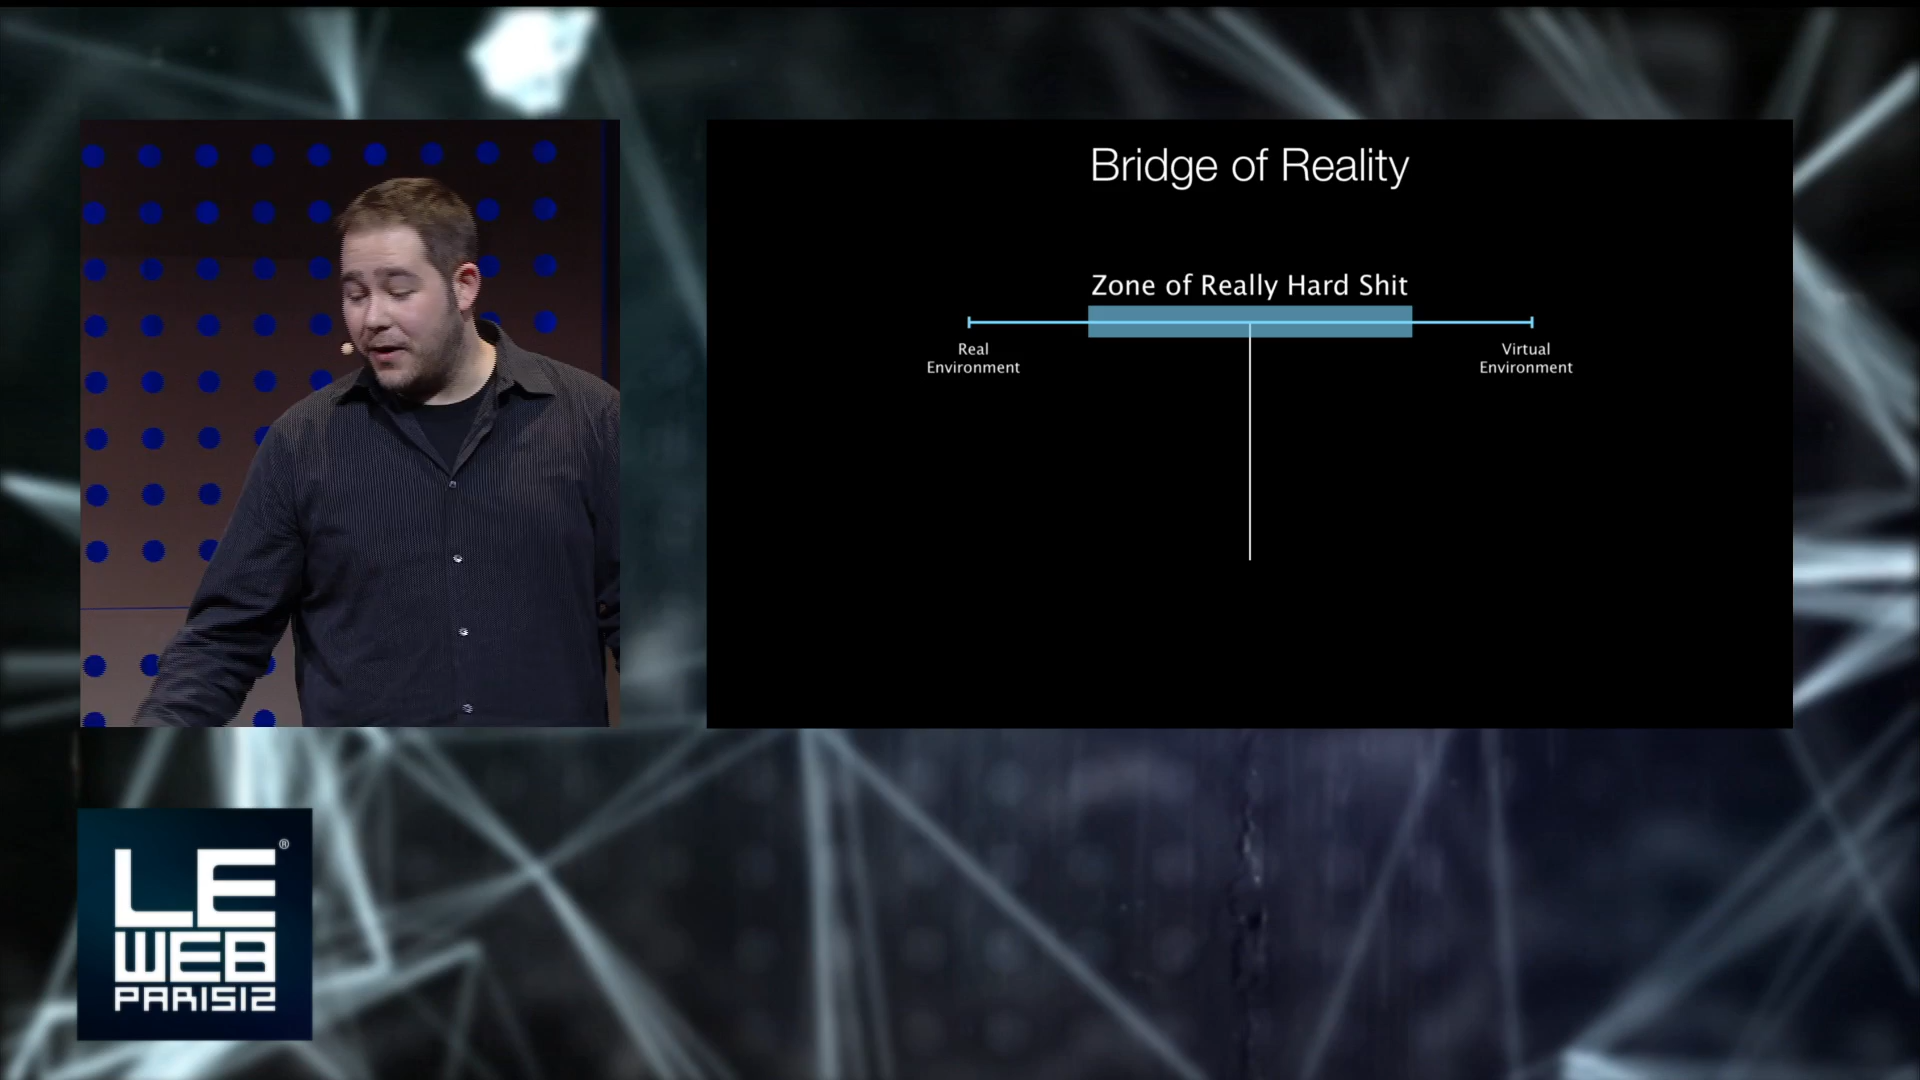 Bridge of Reality
Zone of Really Hard Shit
Real
Environment
Virtual
Environment
LE®
WEB
PARIS12